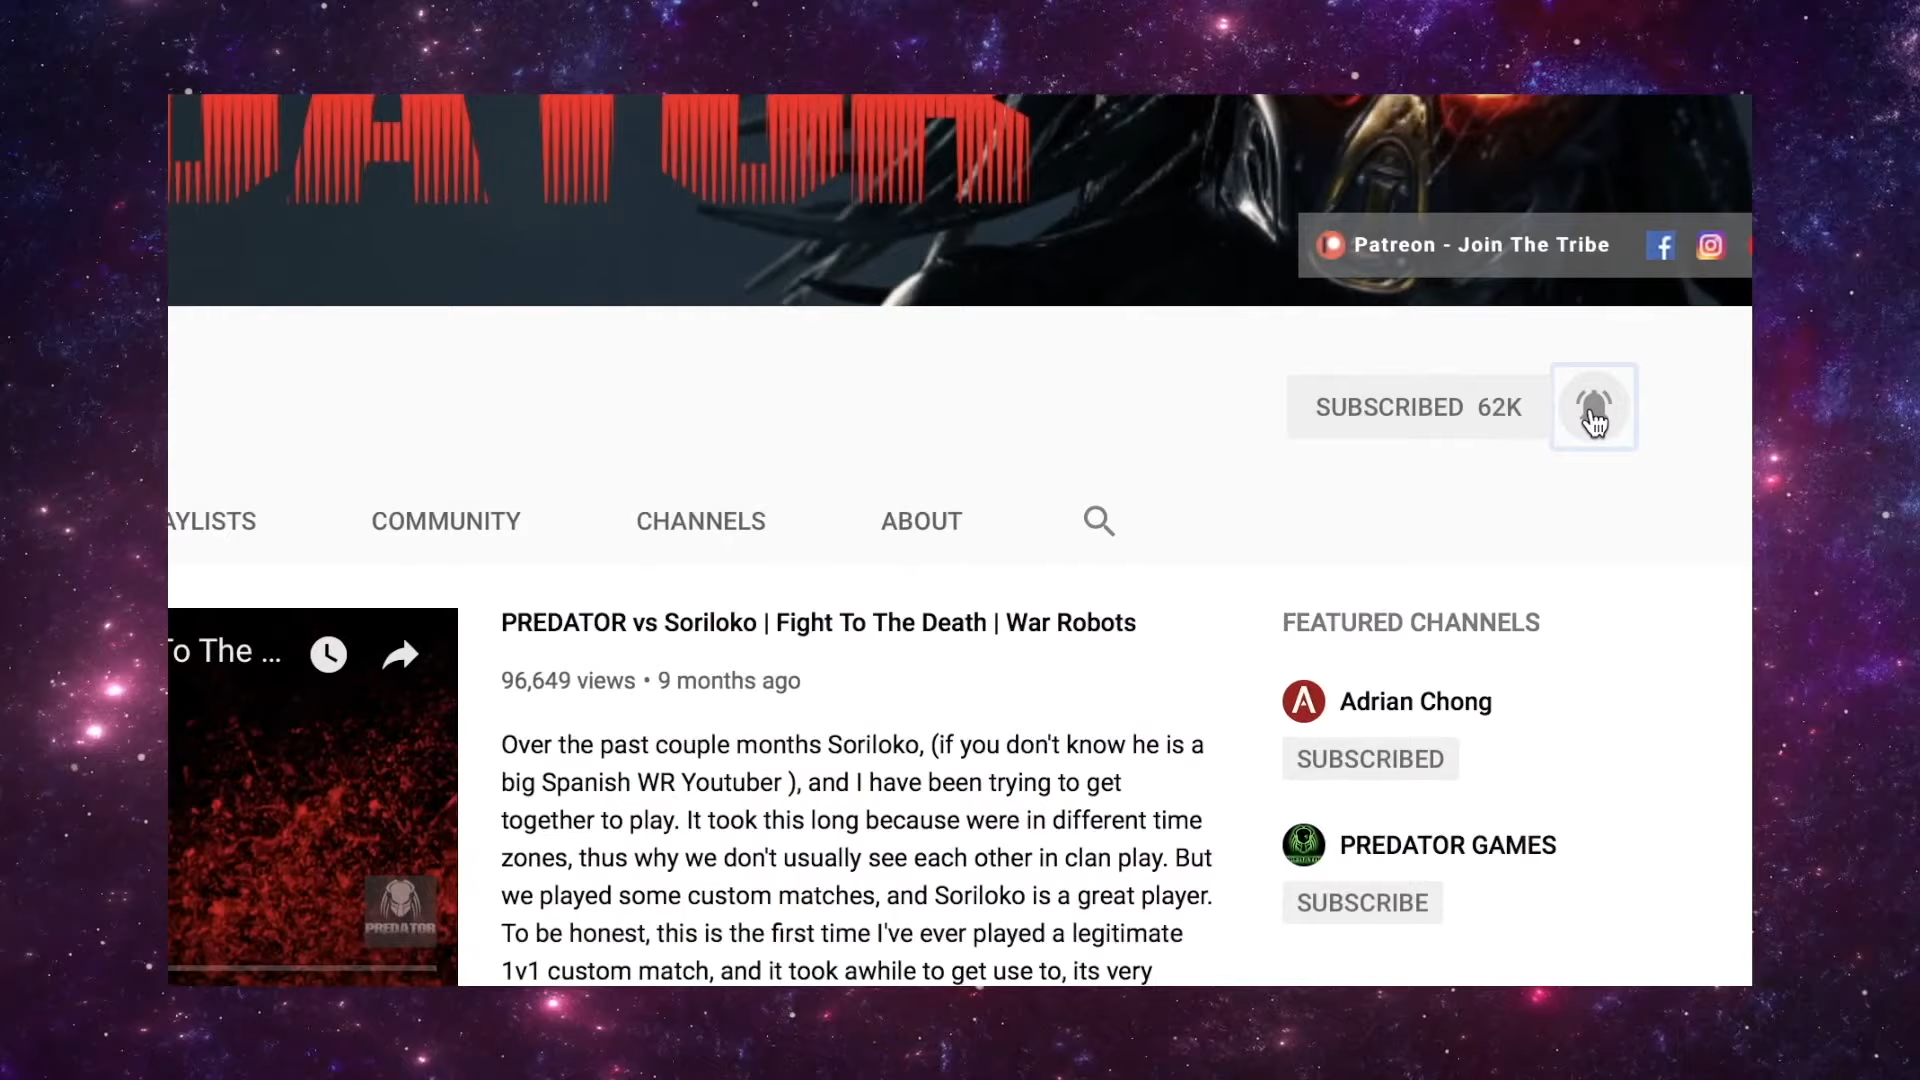 DATOR
Patreon - Join The Tribe
SUBSCRIBED 62K
AYLISTS COMMUNITY CHANNELS ABOUT
To The ...
PREDATOR
PREDATOR vs Soriloko | Fight To The Death | War Robots
96,649 views • 9 months ago
Over the past couple months Soriloko, (if you don't know he is a
big Spanish WR Youtuber ), and I have been trying to get
together to play. It took this long because were in different time
zones, thus why we don't usually see each other in clan play. But
we played some custom matches, and Soriloko is a great player.
To be honest, this is the first time I've ever played a legitimate
1v1 custom match, and it took awhile to get use to, its very
FEATURED CHANNELS
Adrian Chong
SUBSCRIBED
PREDATOR GAMES
SUBSCRIBE